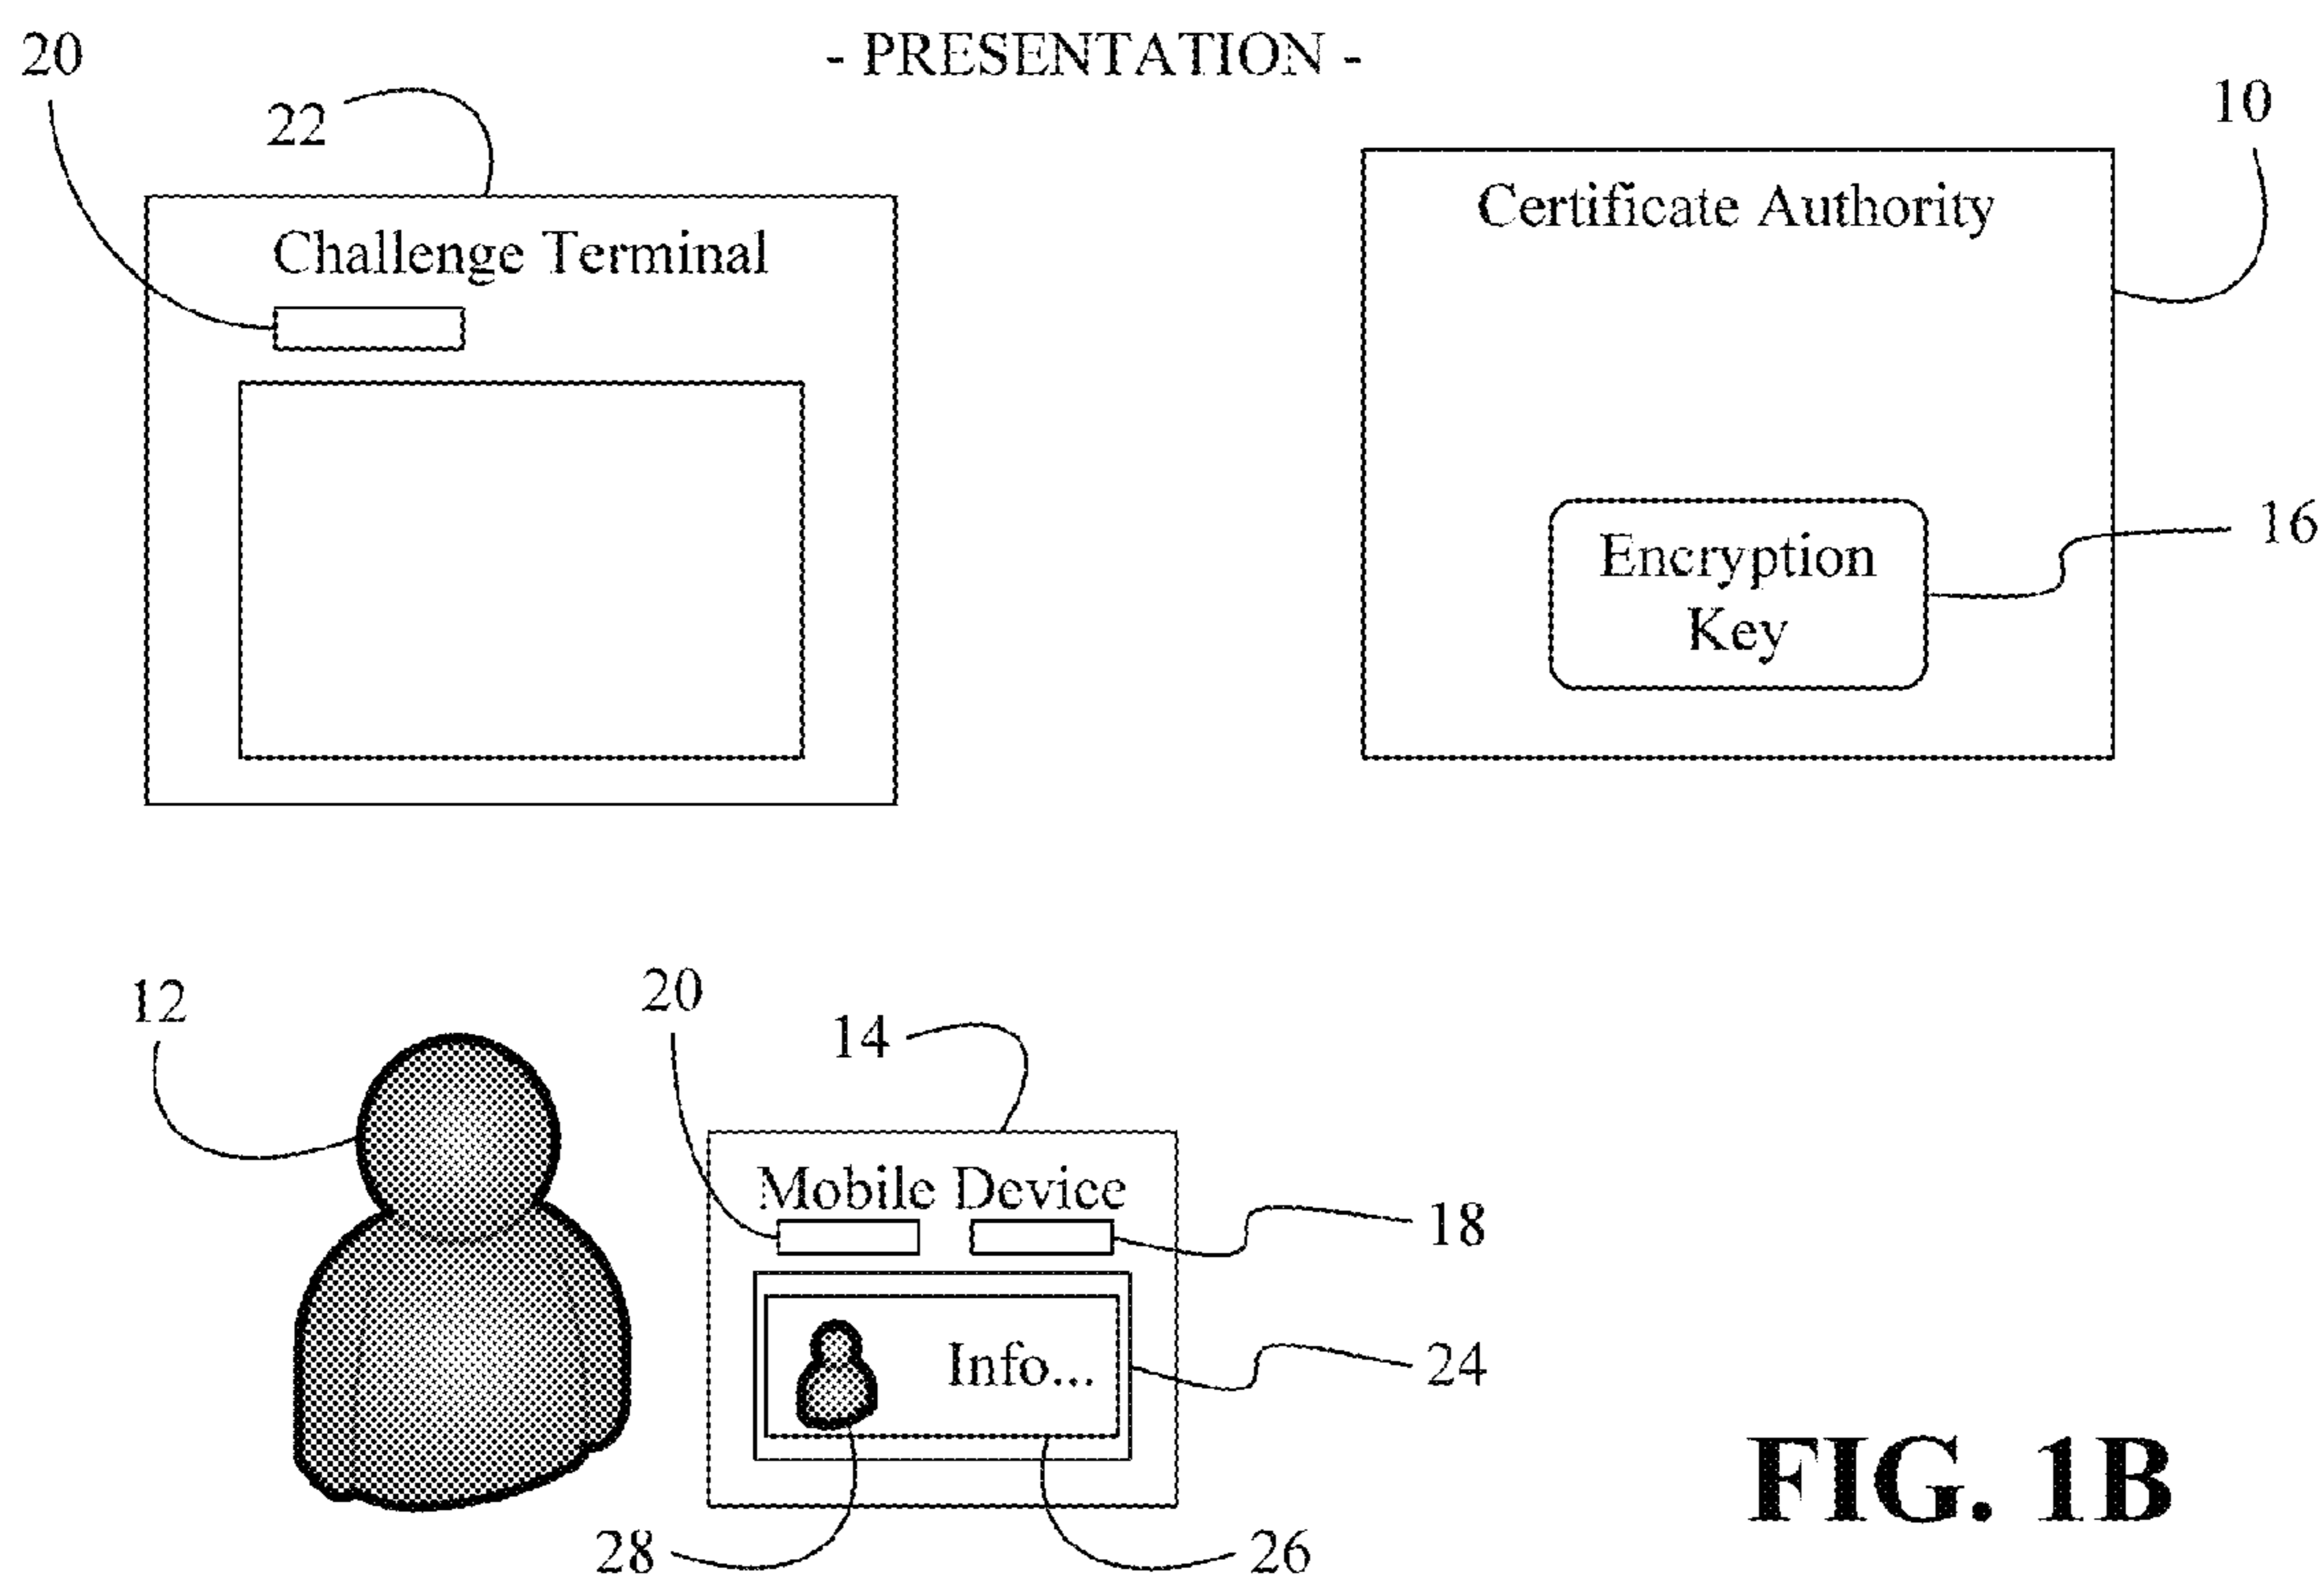 - PRESENTATION -
20
22
10
Challenge Terminal
Certificate Authority
16
Encryption
Key
12
20
14
Mobile Device
18
Info...
24
28
26
FIG. 1B